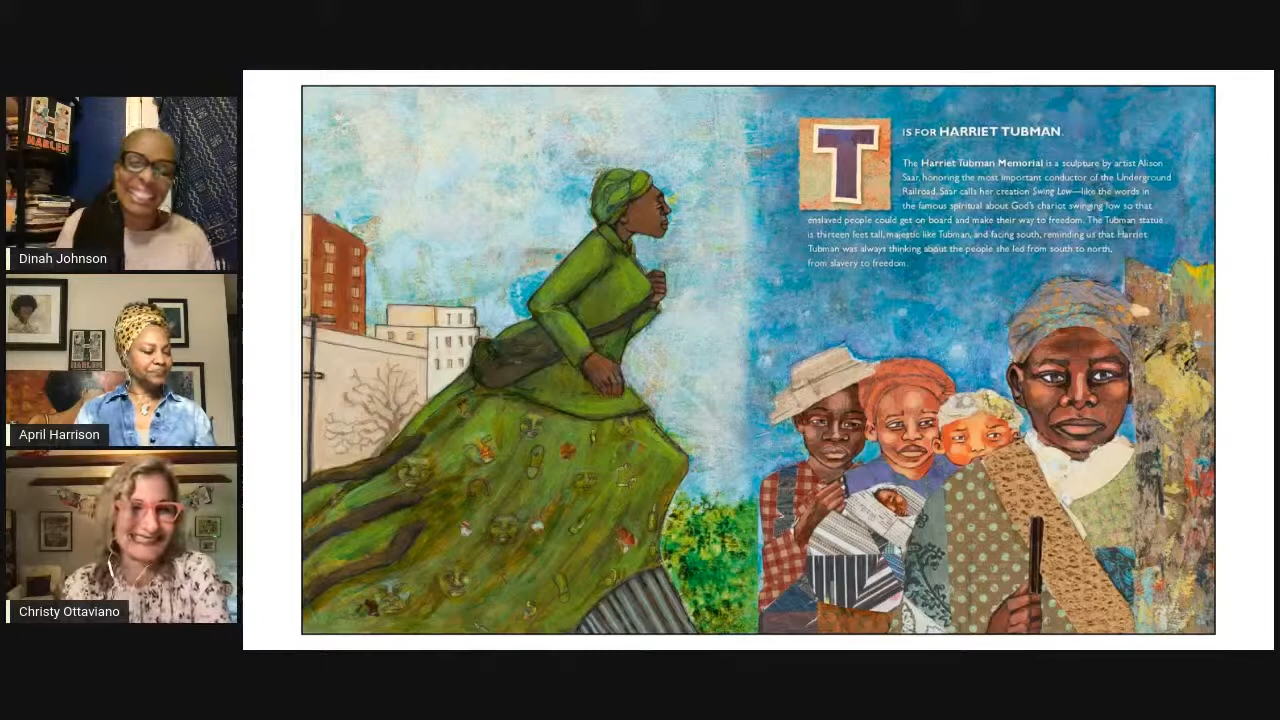 HARLEM
Dinah Johnson
H
HARLEM
April Harrison
Christy Ottaviano
T
IS FOR HARRIET TUBMAN.
The Harriet Tubman Memorial is a sculpture by artist Alison
Saar, honoring the most important conductor of the Underground
Railroad. Saar calls her creation Swing Low—like the words in
the famous spiritual about God's chariot swinging low so that
enslaved people could get on board and make their way to freedom. The Tubman statue
is thirteen feet tall, majestic like Tubman, and facing south, reminding us that Harriet
Tubman was always thinking about the people she led from south to north,
from slavery to freedom.